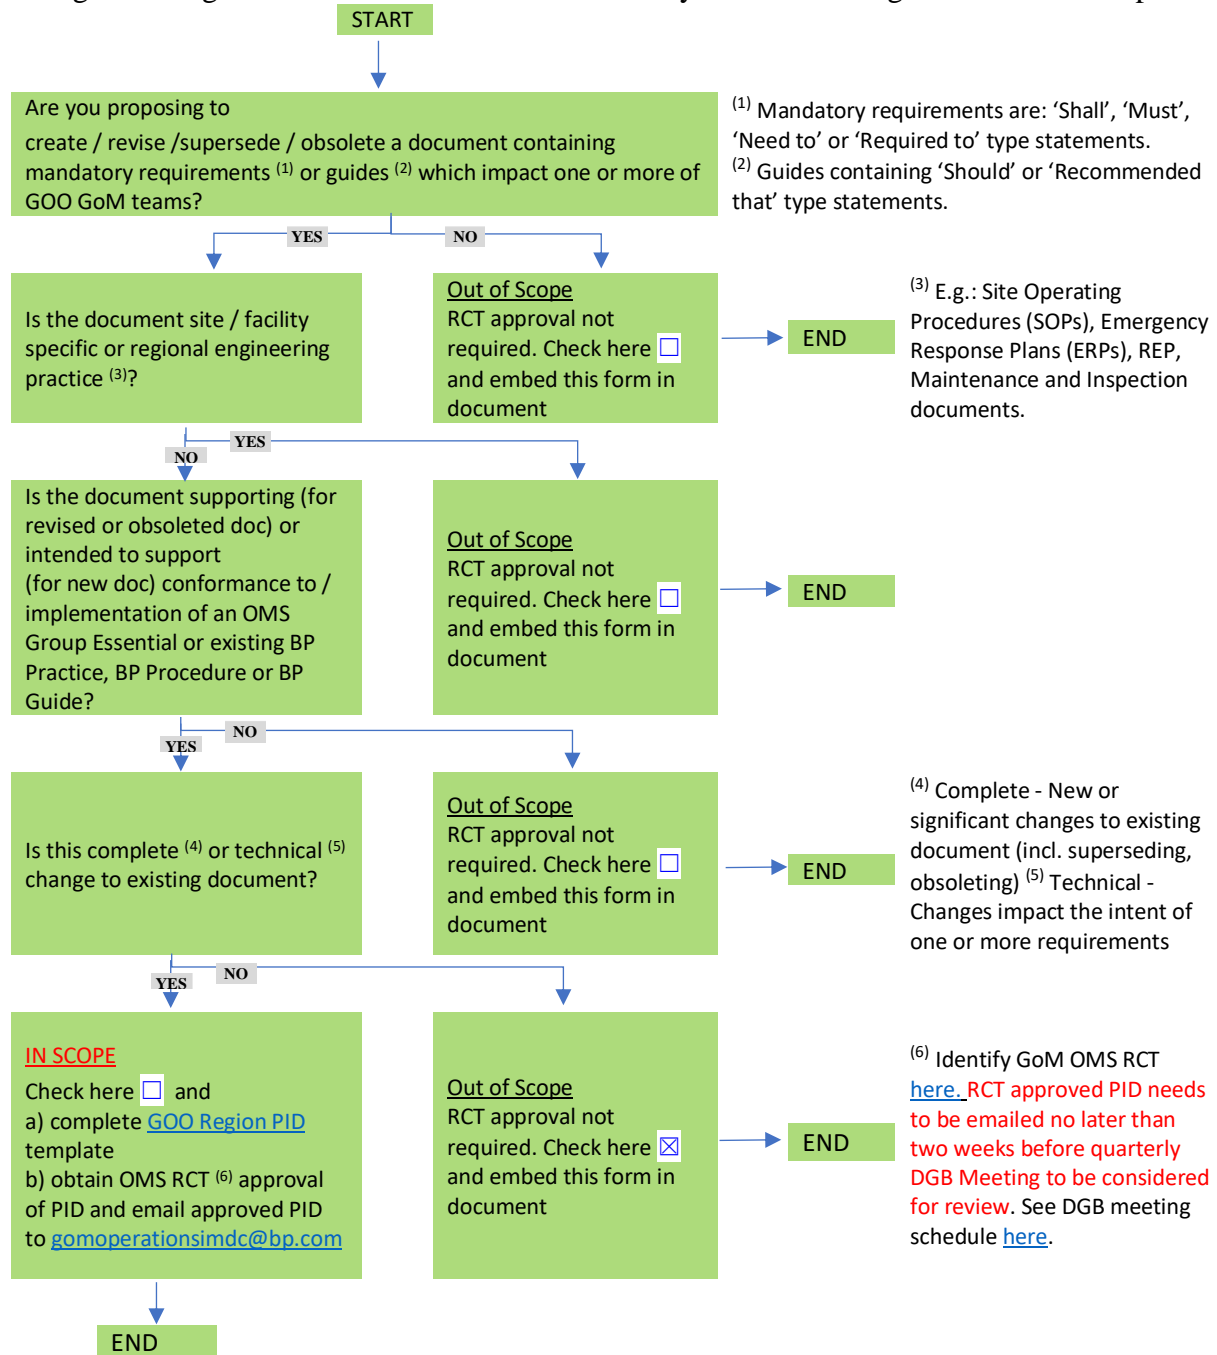 START
Are you proposing to
create / revise /supersede / obsolete a document containing
mandatory requirements (1) or guides (2) which impact one or more of
GOO GoM teams?
(1) Mandatory requirements are: ‘Shall’, ‘Must’,
‘Need to’ or ‘Required to’ type statements.
(2) Guides containing ‘Should’ or ‘Recommended
that’ type statements.
YES
NO
Is the document site / facility
specific or regional engineering
practice (3)?
Out of Scope
RCT approval not
required. Check here ☐
and embed this form in
document
END
(3) E.g.: Site Operating
Procedures (SOPs), Emergency
Response Plans (ERPs), REP,
Maintenance and Inspection
documents.
YES
NO
Is the document supporting (for
revised or obsoleted doc) or
intended to support
(for new doc) conformance to /
implementation of an OMS
Group Essential or existing BP
Practice, BP Procedure or BP
Guide?
Out of Scope
RCT approval not
required. Check here ☐
and embed this form in
document
END
NO
YES
Is this complete (4) or technical (5)
change to existing document?
Out of Scope
RCT approval not
required. Check here ☐
and embed this form in
document
END
(4) Complete - New or
significant changes to existing
document (incl. superseding,
obsoleting) (5) Technical -
Changes impact the intent of
one or more requirements
NO
YES
IN SCOPE
Check here ☐ and
a) complete GOO Region PID
template
b) obtain OMS RCT (6) approval
of PID and email approved PID
to gomoperationsimdc@bp.com
Out of Scope
RCT approval not
required. Check here ☒
and embed this form in
document
END
(6) Identify GoM OMS RCT
here. RCT approved PID needs
to be emailed no later than
two weeks before quarterly
DGB Meeting to be considered
for review. See DGB meeting
schedule here.
END